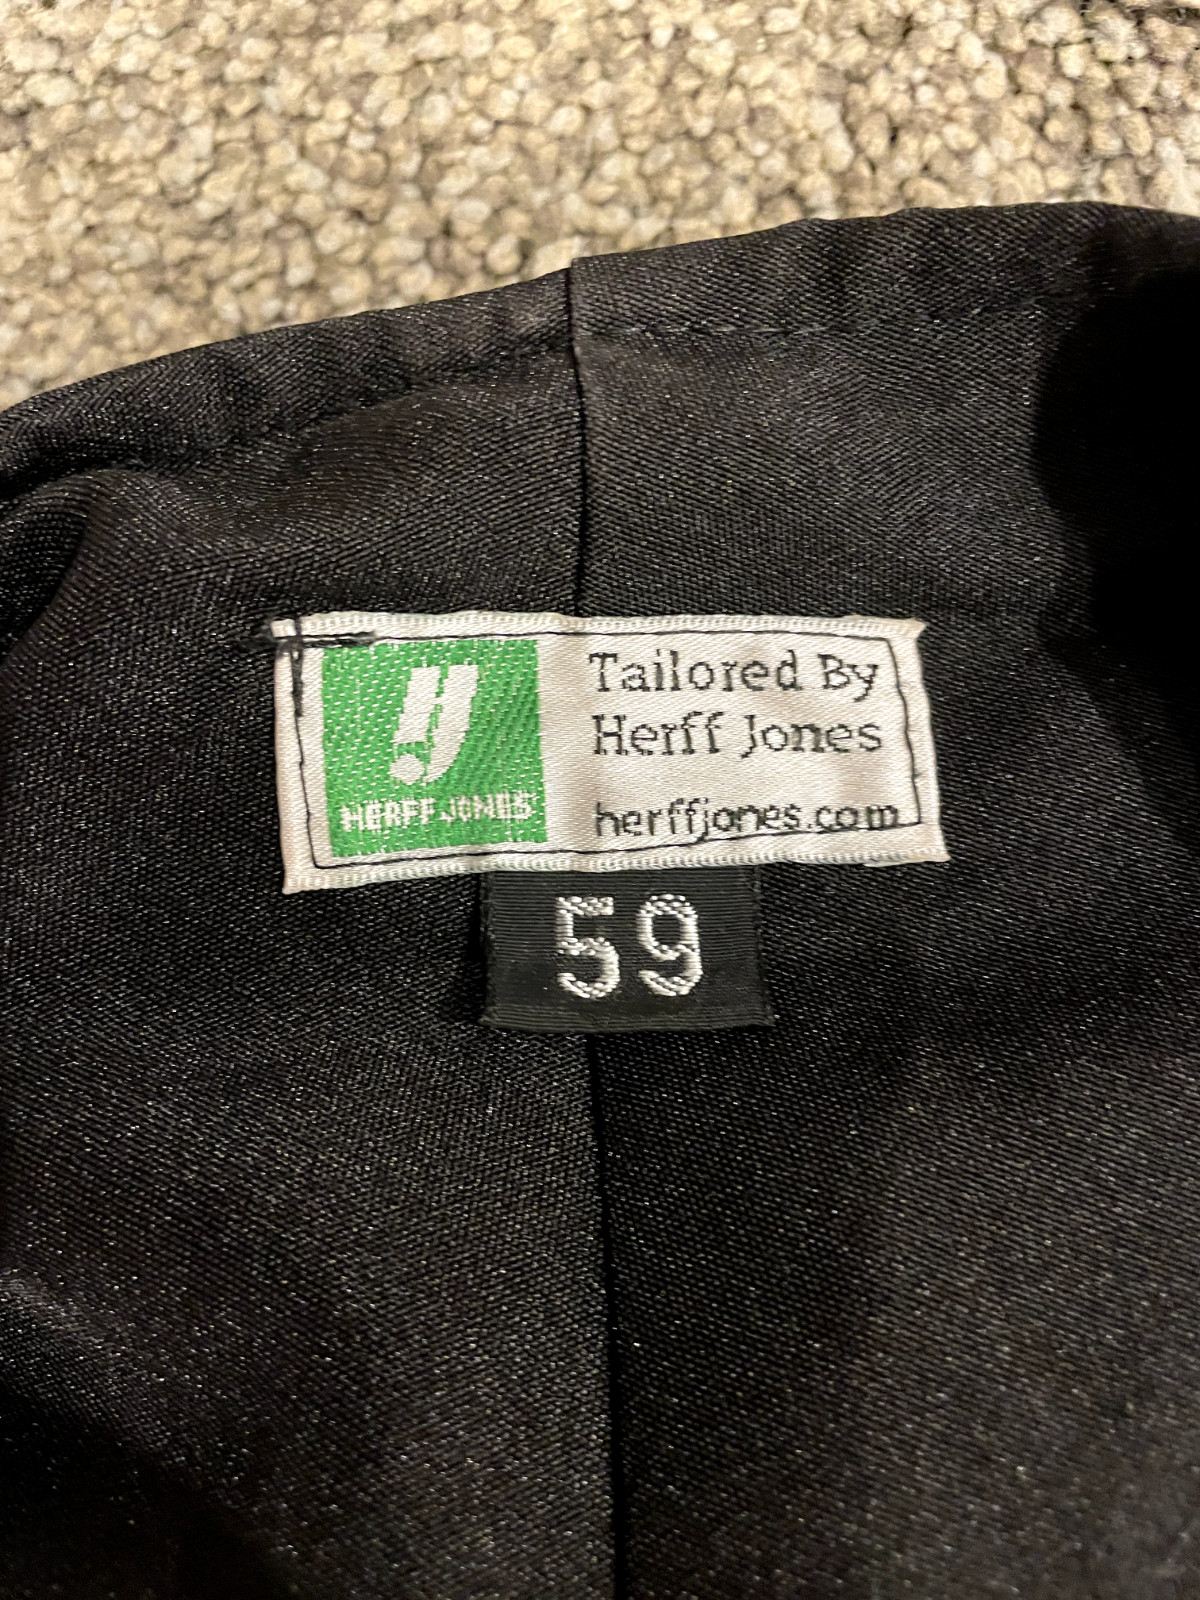 HERFF JONES
Tailored By
Herff Jones
herffjones.com
59